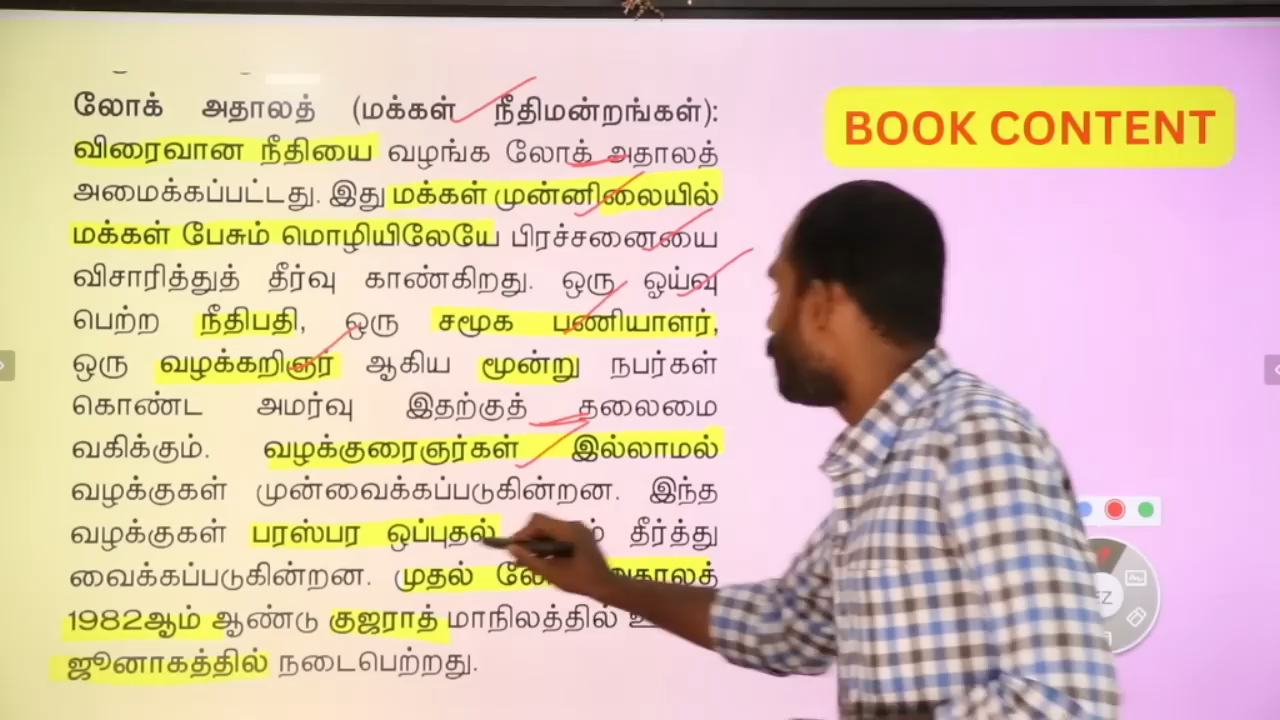 லோக் அதாலத் (மக்கள் நீதிமன்றங்கள்):
விரைவான நீதியை வழங்க லோக் அதாலத்
அமைக்கப்பட்டது. இது மக்கள் முன்னிலையில்
மக்கள் பேசும் மொழியிலேயே பிரச்சனையை
விசாரித்துத் தீர்வு காண்கிறது. ஒரு ஓய்வு
பெற்ற நீதிபதி, ஒரு சமூக பணியாளர்,
ஒரு வழக்கறிஞர் ஆகிய மூன்று நபர்கள்
கொண்ட அமர்வு இதற்குத் தலைமை
வகிக்கும். வழக்குரைஞர்கள் இல்லாமல்
வழக்குகள் முன்வைக்கப்படுகின்றன. இந்த
வழக்குகள் பரஸ்பர ஒப்புதல் தீர்த்து
வைக்கப்படுகின்றன. முதல் அதாலத்
1982ஆம் ஆண்டு குஜராத் மாநிலத்தில்
ஜூனாகத்தில் நடைபெற்றது.
BOOK CONTENT